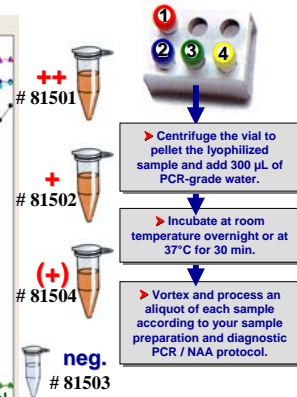 ++
# 81501
+
# 81502
(+)
# 81504
neg.
# 81503
1
2
3
4
➤ Centrifuge the vial to
pellet the lyophilized
sample and add 300 µL of
PCR-grade water.
➤ Incubate at room
temperature overnight or at
37°C for 30 min.
➤ Vortex and process an
aliquot of each sample
according to your sample
preparation and diagnostic
PCR / NAA protocol.